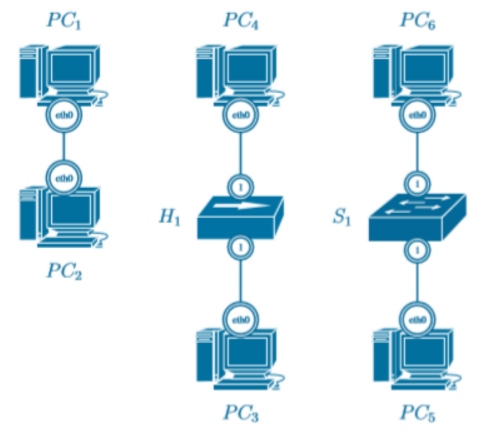 PC₁ PC₄ PC₆
eth0 eth0 eth0
eth0 1 1
H₁ S₁
1 1
PC₂
eth0 eth0
PC₃ PC₅